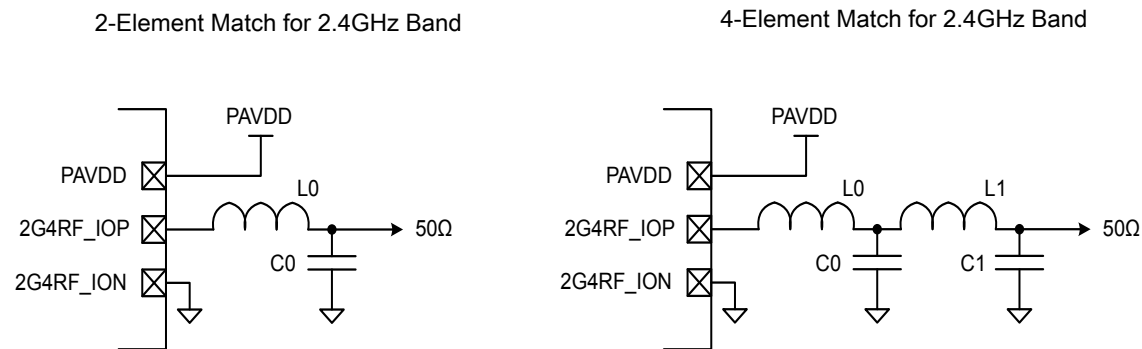 2-Element Match for 2.4GHz Band
PAVDD
PAVDD
L0
2G4RF_IOP
50Ω
C0
2G4RF_ION
4-Element Match for 2.4GHz Band
PAVDD
PAVDD
L0
L1
2G4RF_IOP
50Ω
C0
C1
2G4RF_ION